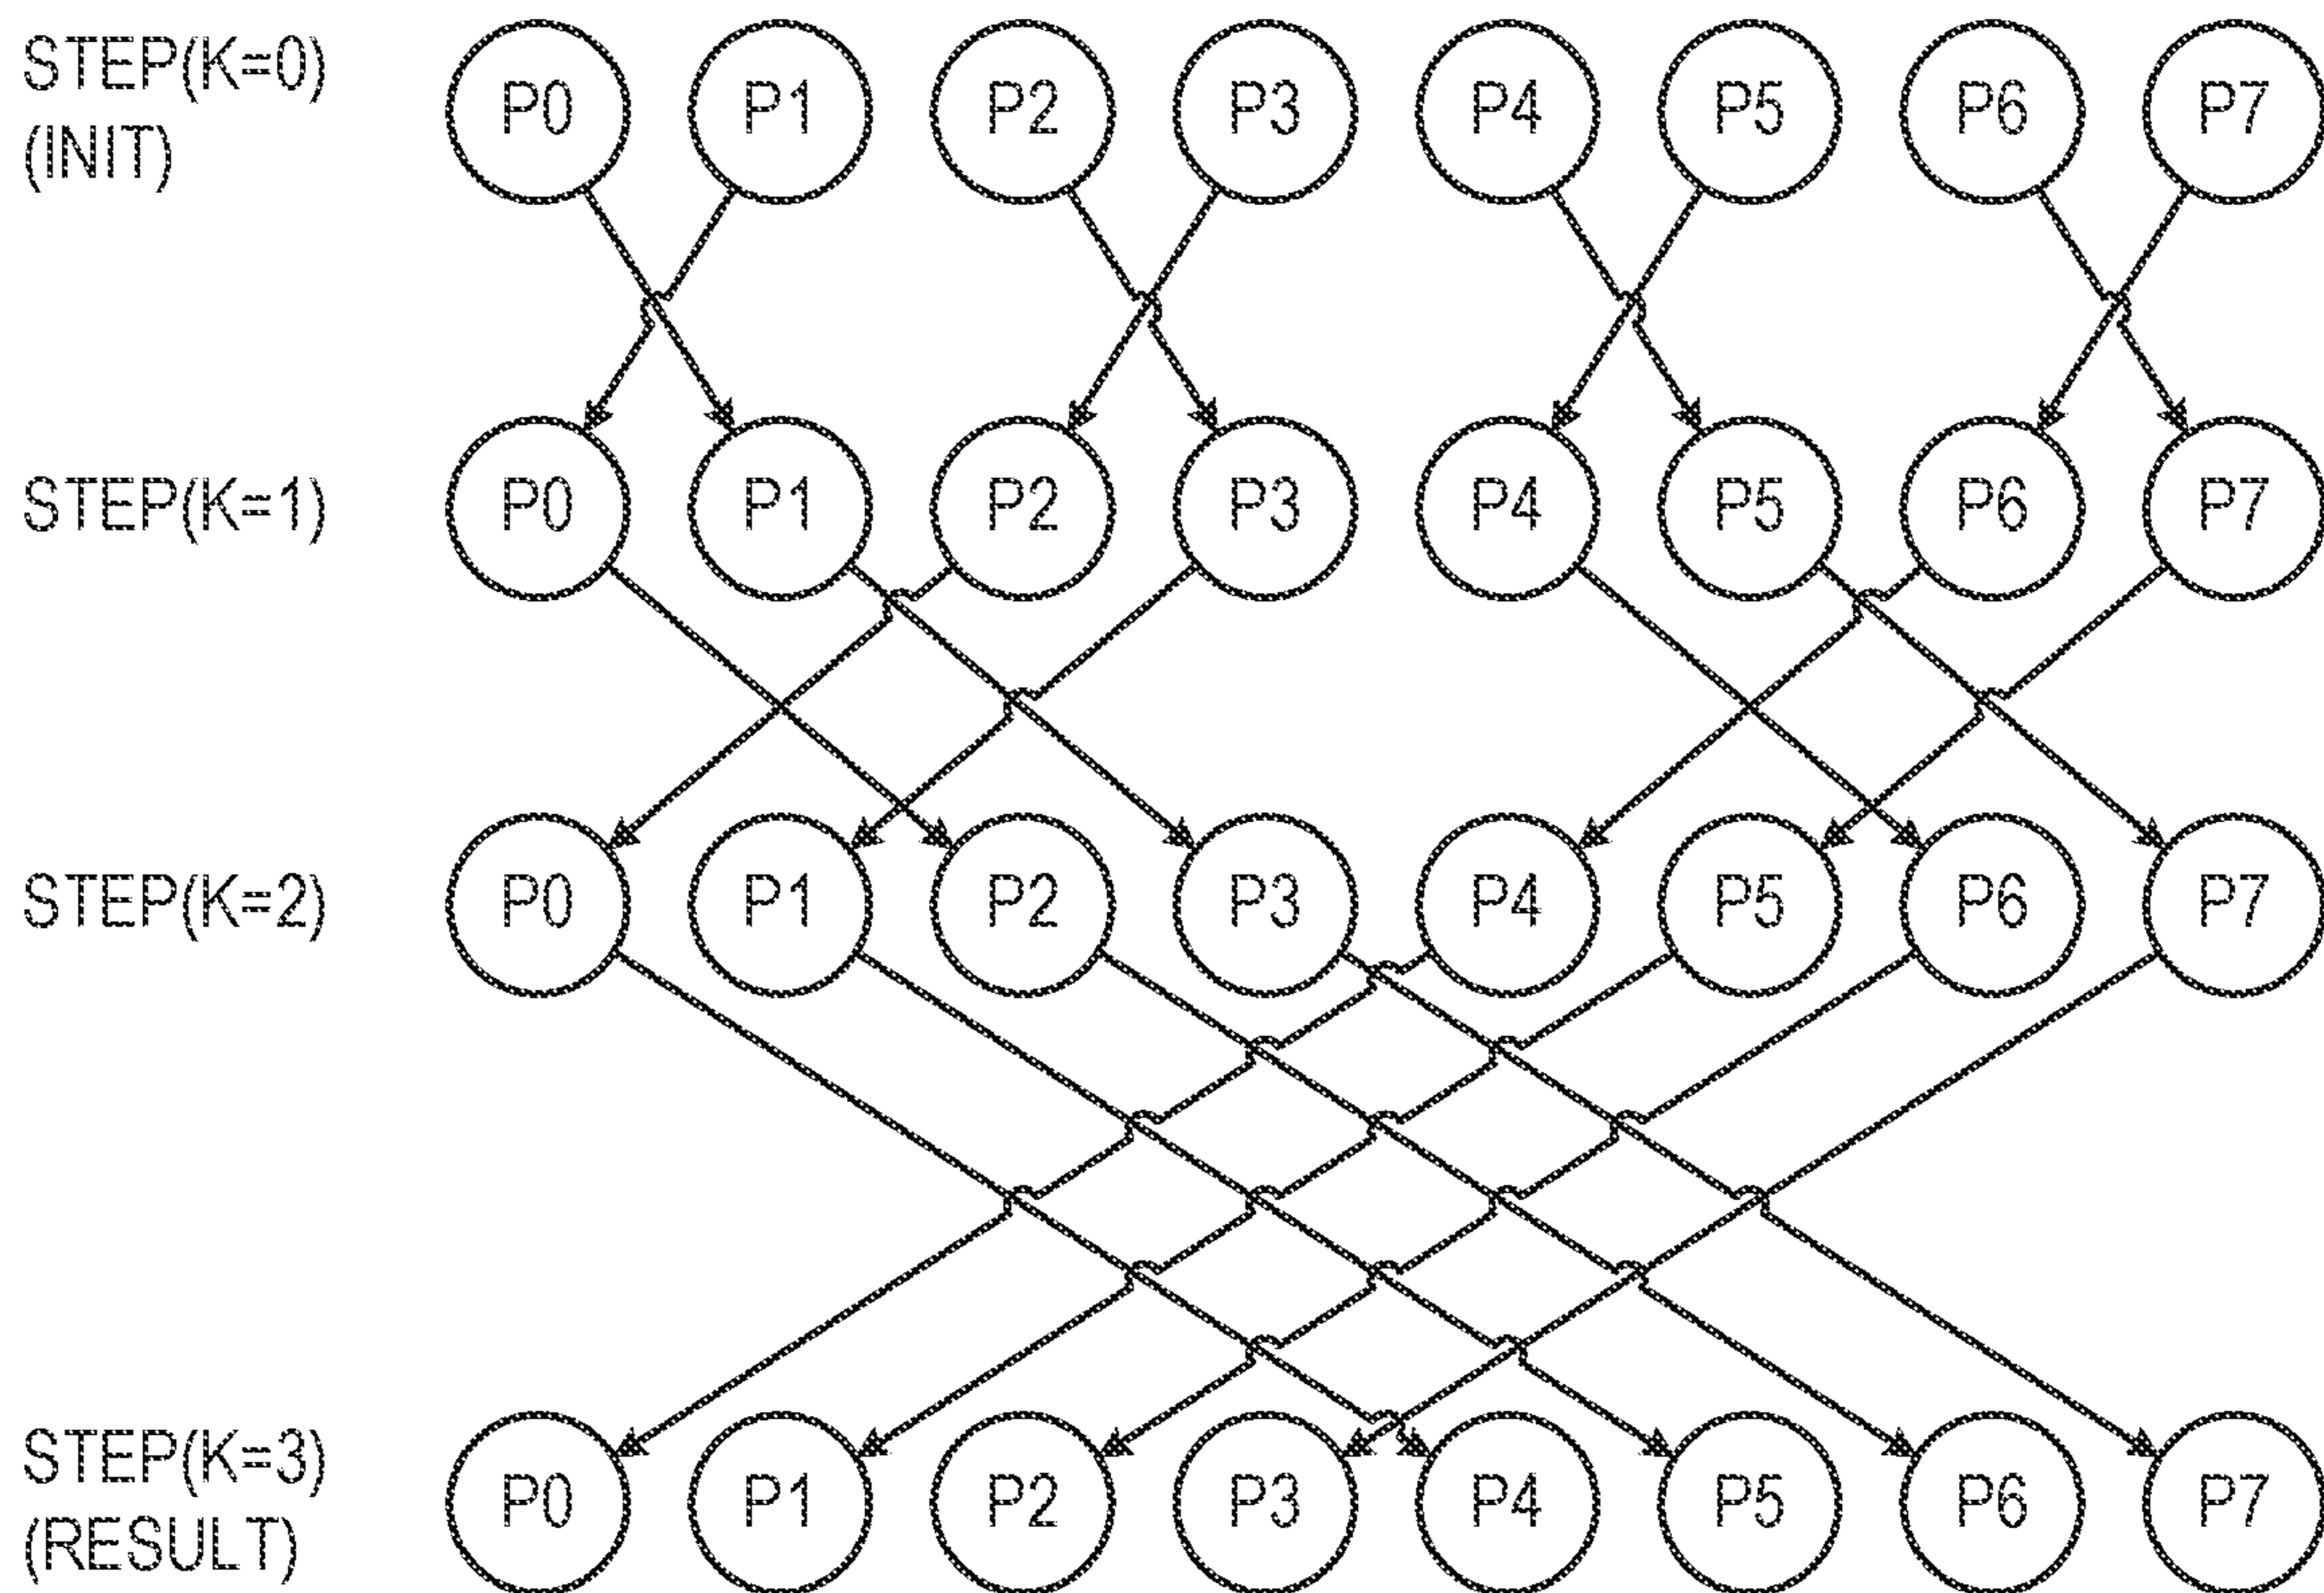 STEP(K=0)
(INIT)
P0 P1 P2 P3 P4 P5 P6 P7
STEP(K=1)
P0 P1 P2 P3 P4 P5 P6 P7
STEP(K=2)
P0 P1 P2 P3 P4 P5 P6 P7
STEP(K=3)
(RESULT)
P0 P1 P2 P3 P4 P5 P6 P7